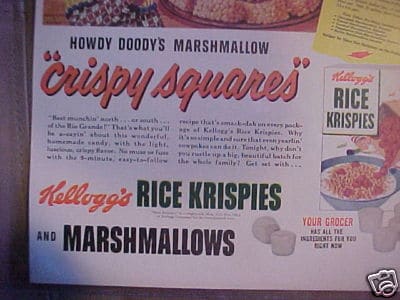 HOWDY DOODY'S MARSHMALLOW
"crispy squares"
"Best munchin' north . . . or south . . .
of the Rio Grande!" That's what you'll
be a-sayin' about this wonderful,
homemade candy, with the light,
luscious, crispy flavor. No muss or fuss
with the 4-minute, easy-to-follow
recipe that's smack-dab on every pack-
age of Kellogg's Rice Krispies. Why
it's so simple and sure that even yearlin'
cowpokes can do it. Tonight, why don't
you rustle up a big, beautiful batch for
the whole family? Get set with . . .
Kellogg's RICE KRISPIES
AND MARSHMALLOWS
Kellogg's
RICE
KRISPIES
YOUR GROCER
HAS ALL THE
INGREDIENTS FOR YOU
RIGHT NOW
ebY